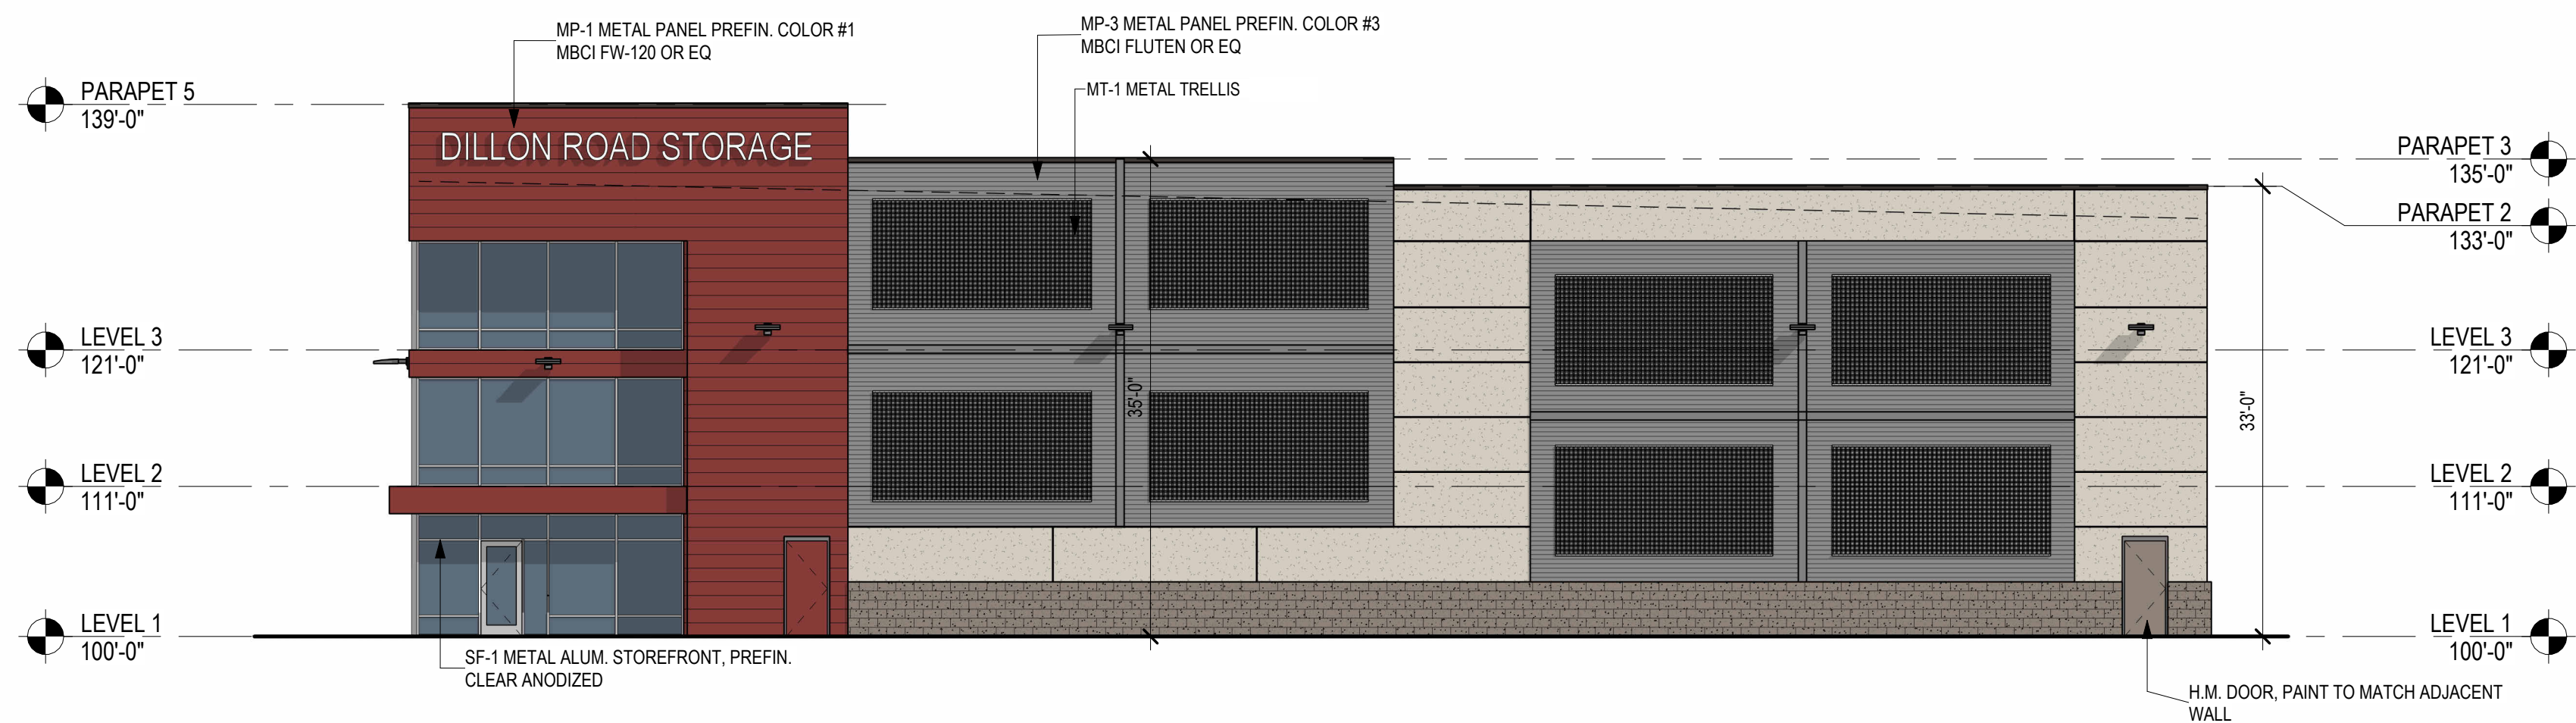 MP-1 METAL PANEL PREFIN. COLOR #1
MBCI FW-120 OR EQ
MP-3 METAL PANEL PREFIN. COLOR #3
MBCI FLUTEN OR EQ
MT-1 METAL TRELLIS
PARAPET 5
139'-0"
DILLON ROAD STORAGE
PARAPET 3
135'-0"
PARAPET 2
133'-0"
LEVEL 3
121'-0"
LEVEL 3
121'-0"
35'-0"
33'-0"
LEVEL 2
111'-0"
LEVEL 2
111'-0"
LEVEL 1
100'-0"
LEVEL 1
100'-0"
SF-1 METAL ALUM. STOREFRONT, PREFIN.
CLEAR ANODIZED
H.M. DOOR, PAINT TO MATCH ADJACENT
WALL